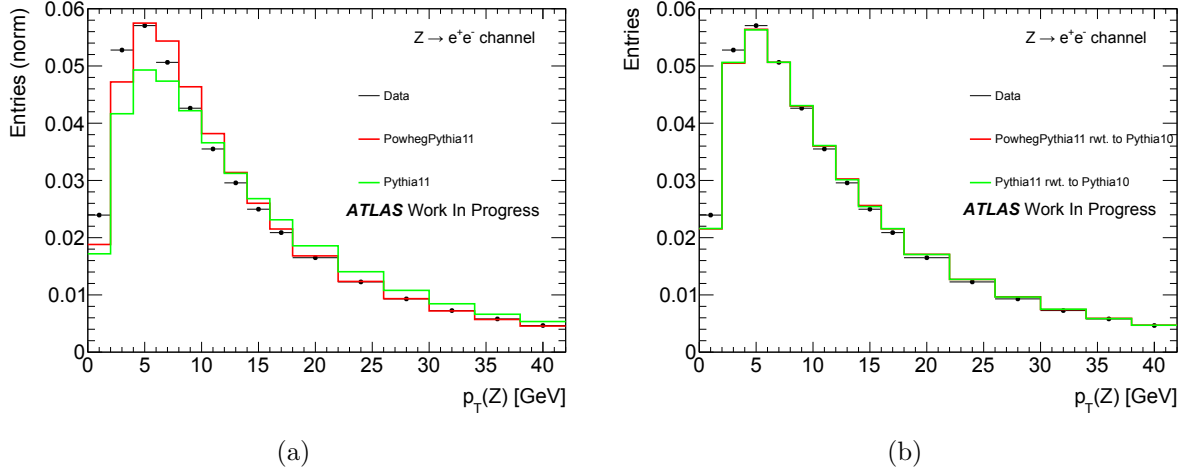 Entries (norm)
0.06
0.05
0.04
0.03
0.02
0.01
0
Z → e⁺e⁻ channel
Data
PowhegPythia11
Pythia11
ATLAS Work In Progress
0 5 10 15 20 25 30 35 40
p_T(Z) [GeV]
(a)
Entries
0.06
0.05
0.04
0.03
0.02
0.01
0
Z → e⁺e⁻ channel
Data
PowhegPythia11 rwt. to Pythia10
Pythia11 rwt. to Pythia10
ATLAS Work In Progress
0 5 10 15 20 25 30 35 40
p_T(Z) [GeV]
(b)